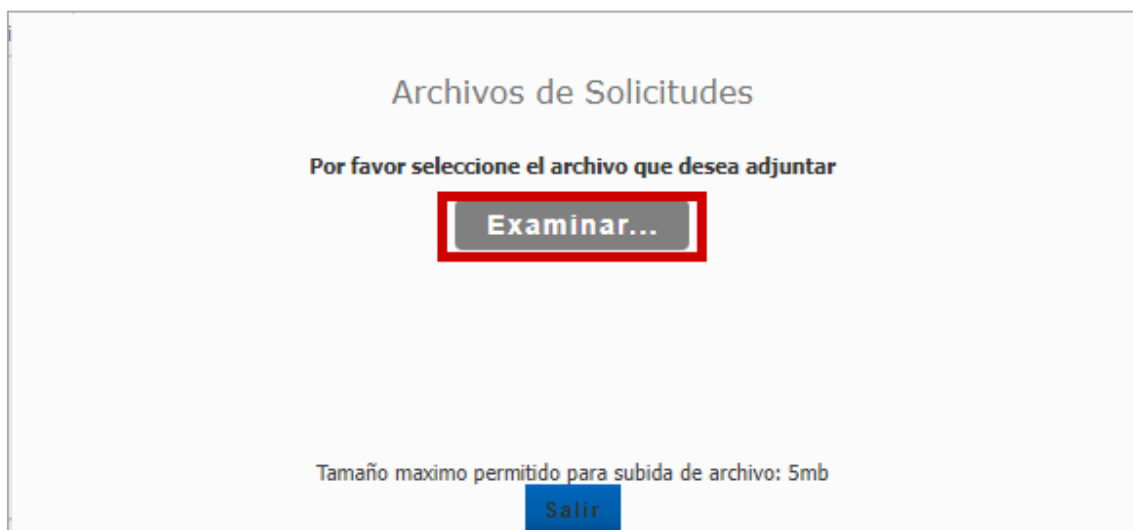 Archivos de Solicitudes
Por favor seleccione el archivo que desea adjuntar
Examinar...
Tamaño maximo permitido para subida de archivo: 5mb
Salir